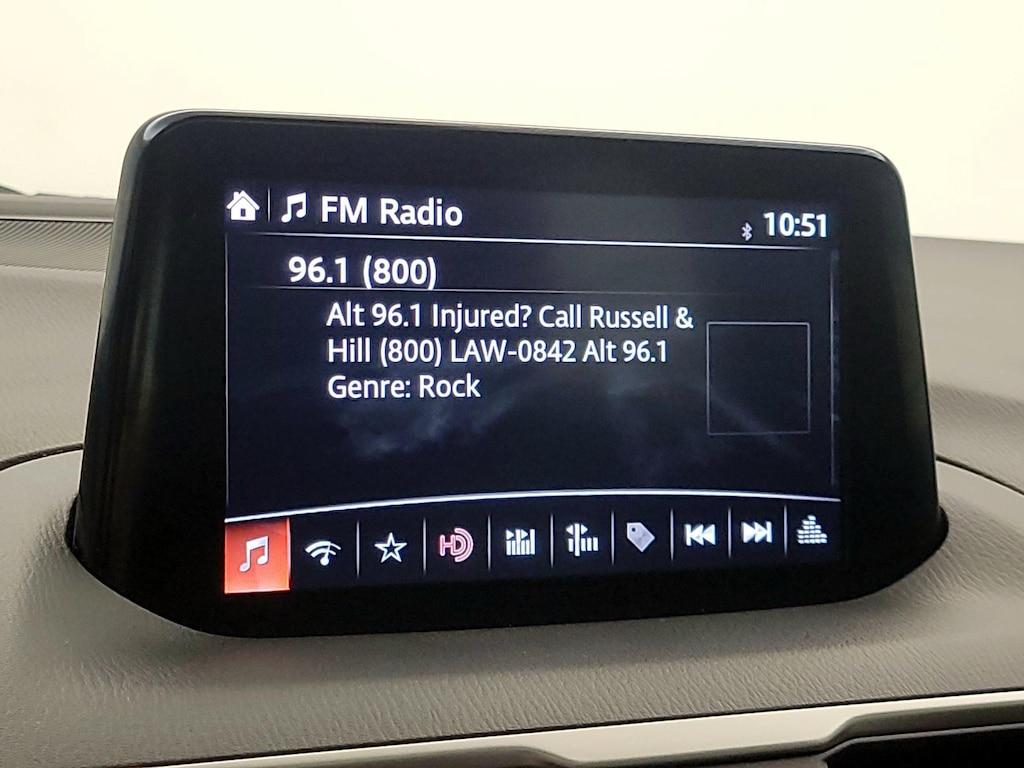 FM Radio
10:51
96.1 (800)
Alt 96.1 Injured? Call Russell &
Hill (800) LAW-0842 Alt 96.1
Genre: Rock
HD